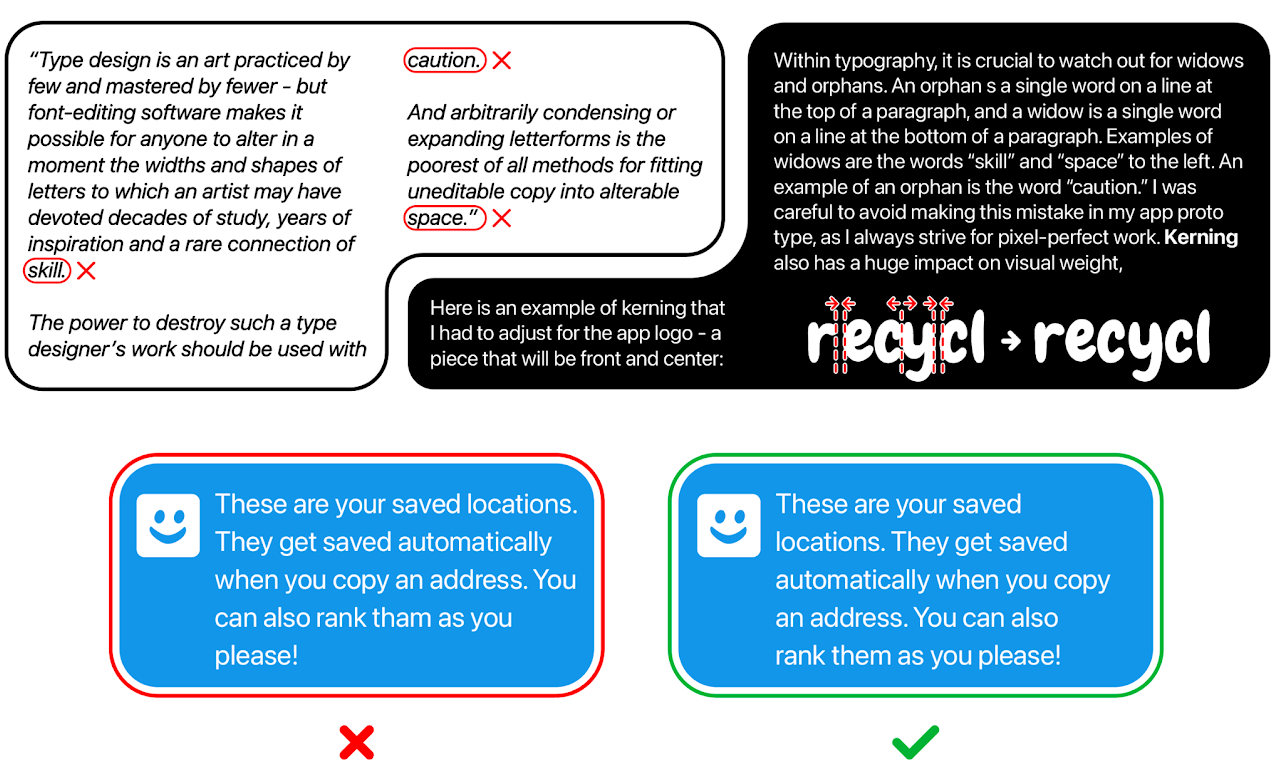 “Type design is an art practiced by
few and mastered by fewer - but
font-editing software makes it
possible for anyone to alter in a
moment the widths and shapes of
letters to which an artist may have
devoted decades of study, years of
inspiration and a rare connection of
skill.
The power to destroy such a type
designer’s work should be used with
caution.
And arbitrarily condensing or
expanding letterforms is the
poorest of all methods for fitting
uneditable copy into alterable
space.”
Within typography, it is crucial to watch out for widows
and orphans. An orphan s a single word on a line at
the top of a paragraph, and a widow is a single word
on a line at the bottom of a paragraph. Examples of
widows are the words “skill” and “space” to the left. An
example of an orphan is the word “caution.” I was
careful to avoid making this mistake in my app proto
type, as I always strive for pixel-perfect work. Kerning
also has a huge impact on visual weight,
Here is an example of kerning that
I had to adjust for the app logo - a
piece that will be front and center:
recycl → recycl
These are your saved locations.
They get saved automatically
when you copy an address. You
can also rank tham as you
please!
These are your saved
locations. They get saved
automatically when you copy
an address. You can also
rank them as you please!